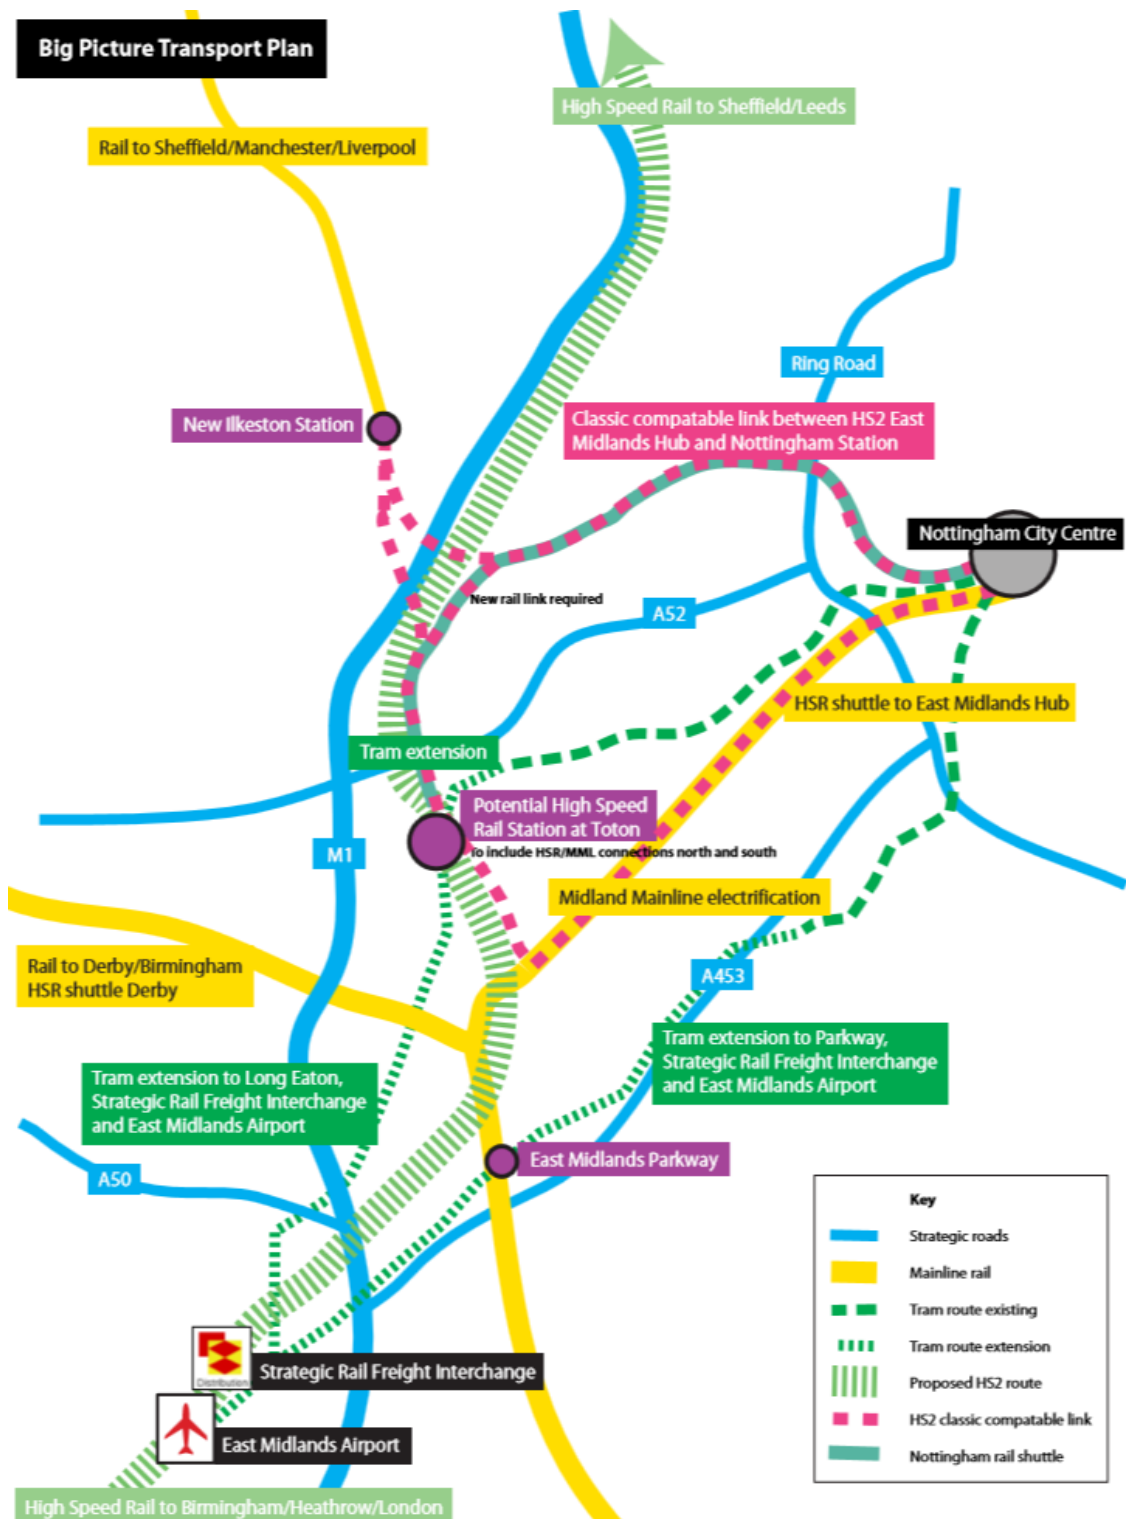 Big Picture Transport Plan
High Speed Rail to Sheffield/Leeds
Rail to Sheffield/Manchester/Liverpool
Ring Road
New Ilkeston Station
Classic compatable link between HS2 East
Midlands Hub and Nottingham Station
Nottingham City Centre
New rail link required
A52
HSR shuttle to East Midlands Hub
Tram extension
Potential High Speed
Rail Station at Toton
To include HSR/MML connections north and south
M1
Midland Mainline electrification
Rail to Derby/Birmingham
HSR shuttle Derby
A453
Tram extension to Parkway,
Strategic Rail Freight Interchange
and East Midlands Airport
Tram extension to Long Eaton,
Strategic Rail Freight Interchange
and East Midlands Airport
East Midlands Parkway
A50
Key
Strategic roads
Mainline rail
Tram route existing
Tram route extension
Proposed HS2 route
HS2 classic compatable link
Nottingham rail shuttle
Distribution
Strategic Rail Freight Interchange
East Midlands Airport
High Speed Rail to Birmingham/Heathrow/London